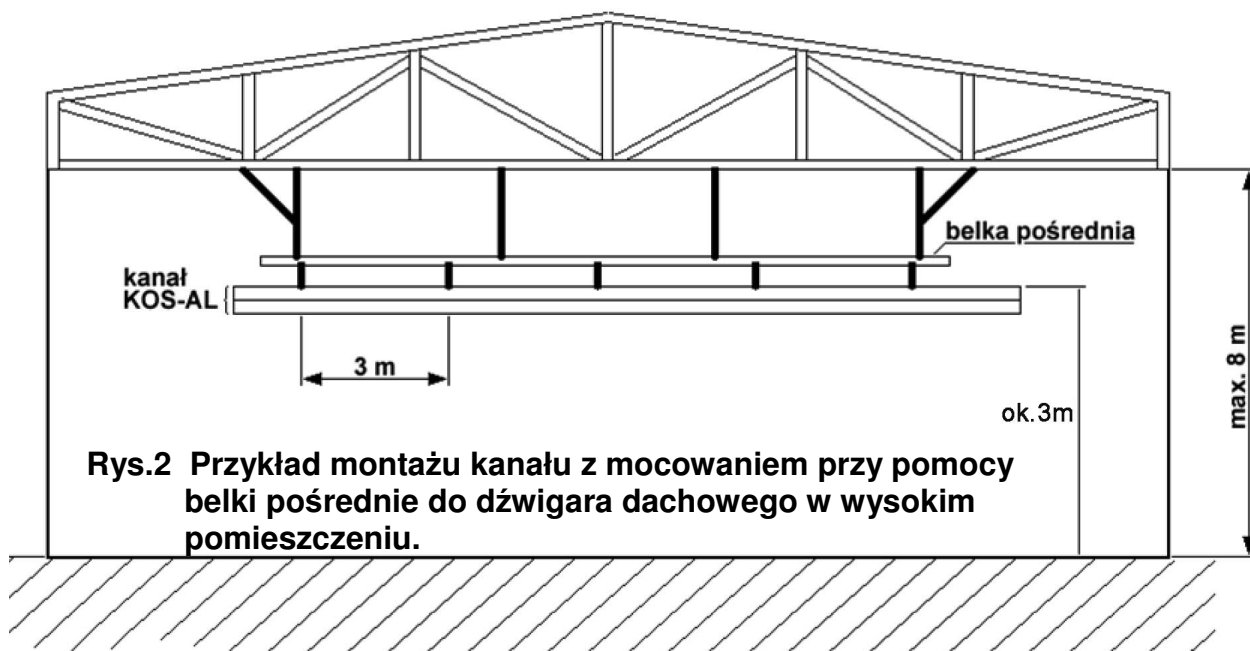 belka pośrednia
kanał
KOS-AL
3 m
ok.3m
max. 8 m
Rys.2 Przykład montażu kanału z mocowaniem przy pomocy
belki pośrednie do dźwigara dachowego w wysokim
pomieszczeniu.